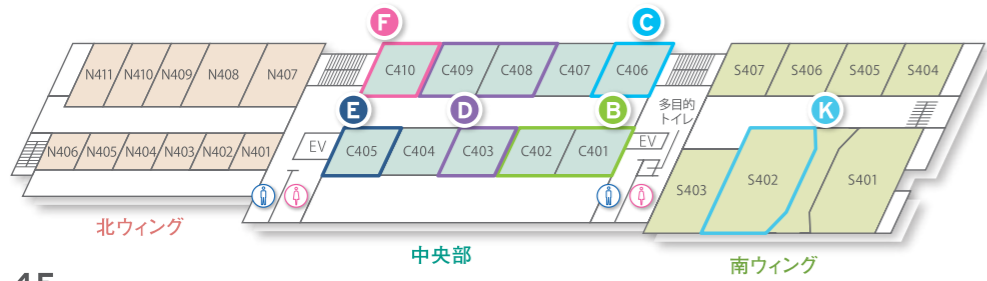 F
C
N411 N410 N409 N408 N407
C410 C409 C408 C407 C406
S407 S406 S405 S404
多目的
トイレ
E
D
B
K
N406 N405 N404 N403 N402 N401
EV
C405 C404 C403 C402 C401
EV
S403 S402 S401
北ウィング
中央部
南ウィング